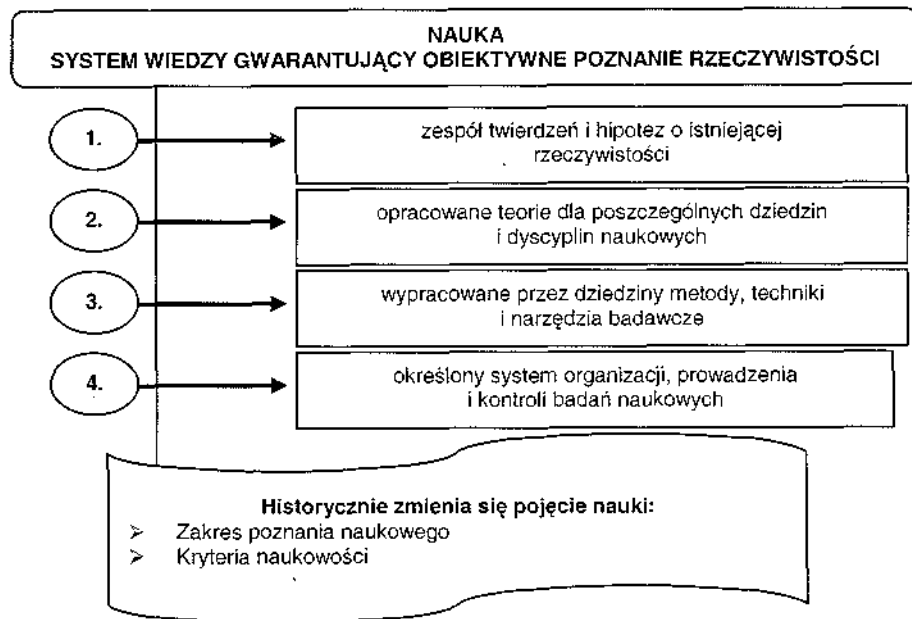 NAUKA
SYSTEM WIEDZY GWARANTUJĄCY OBIEKTYWNE POZNANIE RZECZYWISTOŚCI
1.
zespół twierdzeń i hipotez o istniejącej
rzeczywistości
2.
opracowane teorie dla poszczególnych dziedzin
i dyscyplin naukowych
3.
wypracowane przez dziedziny metody, techniki
i narzędzia badawcze
4.
określony system organizacji, prowadzenia
i kontroli badań naukowych
Historycznie zmienia się pojęcie nauki:
➢ Zakres poznania naukowego
➢ Kryteria naukowości